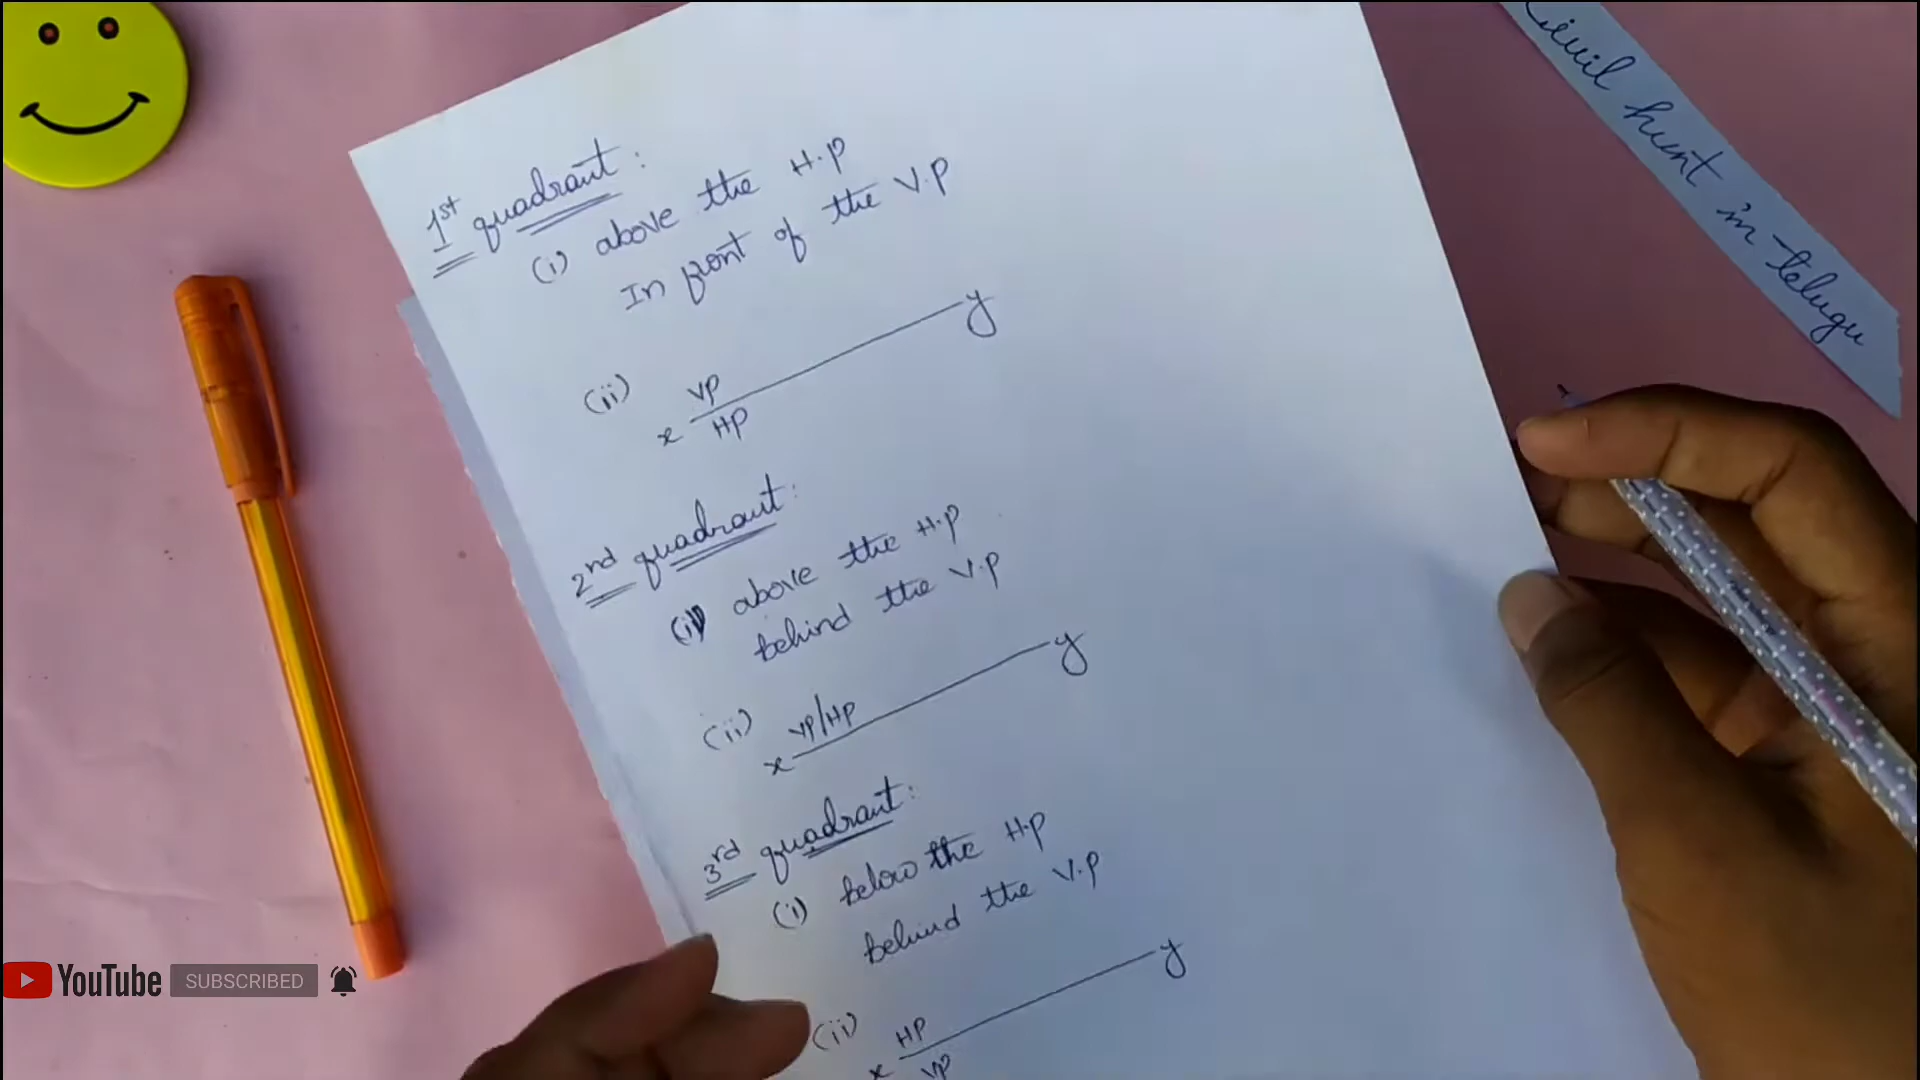 1st quadrant:
(i) above the H.P
In front of the V.P
(ii) x VP y
HP
2nd quadrant:
(i) above the H.P
behind the V.P
(ii) x VP/HP y
3rd quadrant:
(i) below the H.P
behind the V.P
(ii) x HP y
VP
Civil hunt in telugu
YouTube SUBSCRIBED